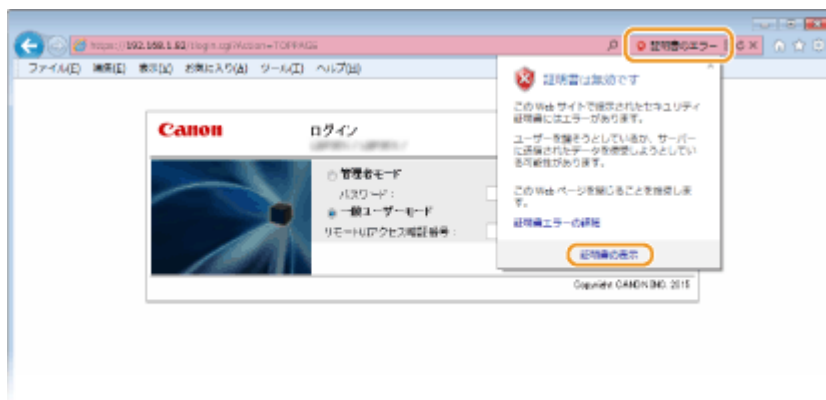 https://192.168.1.82/login.cgi?Action=TOPPAGE
証明書のエラー
ファイル(F) 編集(E) 表示(V) お気に入り(A) ツール(T) ヘルプ(H)
証明書は無効です
この Web サイトで提示されたセキュリティ
証明書にはエラーがあります。
ユーザーを騙そうとしているか、サーバー
に送信されたデータを傍受しようとしてい
る可能性があります。
この Web ページを閉じることを推奨しま
す。
証明書エラーの詳細
証明書の表示
Canon
ログイン
管理者モード
パスワード:
一般ユーザーモード
リモートUIアクセス暗証番号:
Copyright CANON INC. 2015